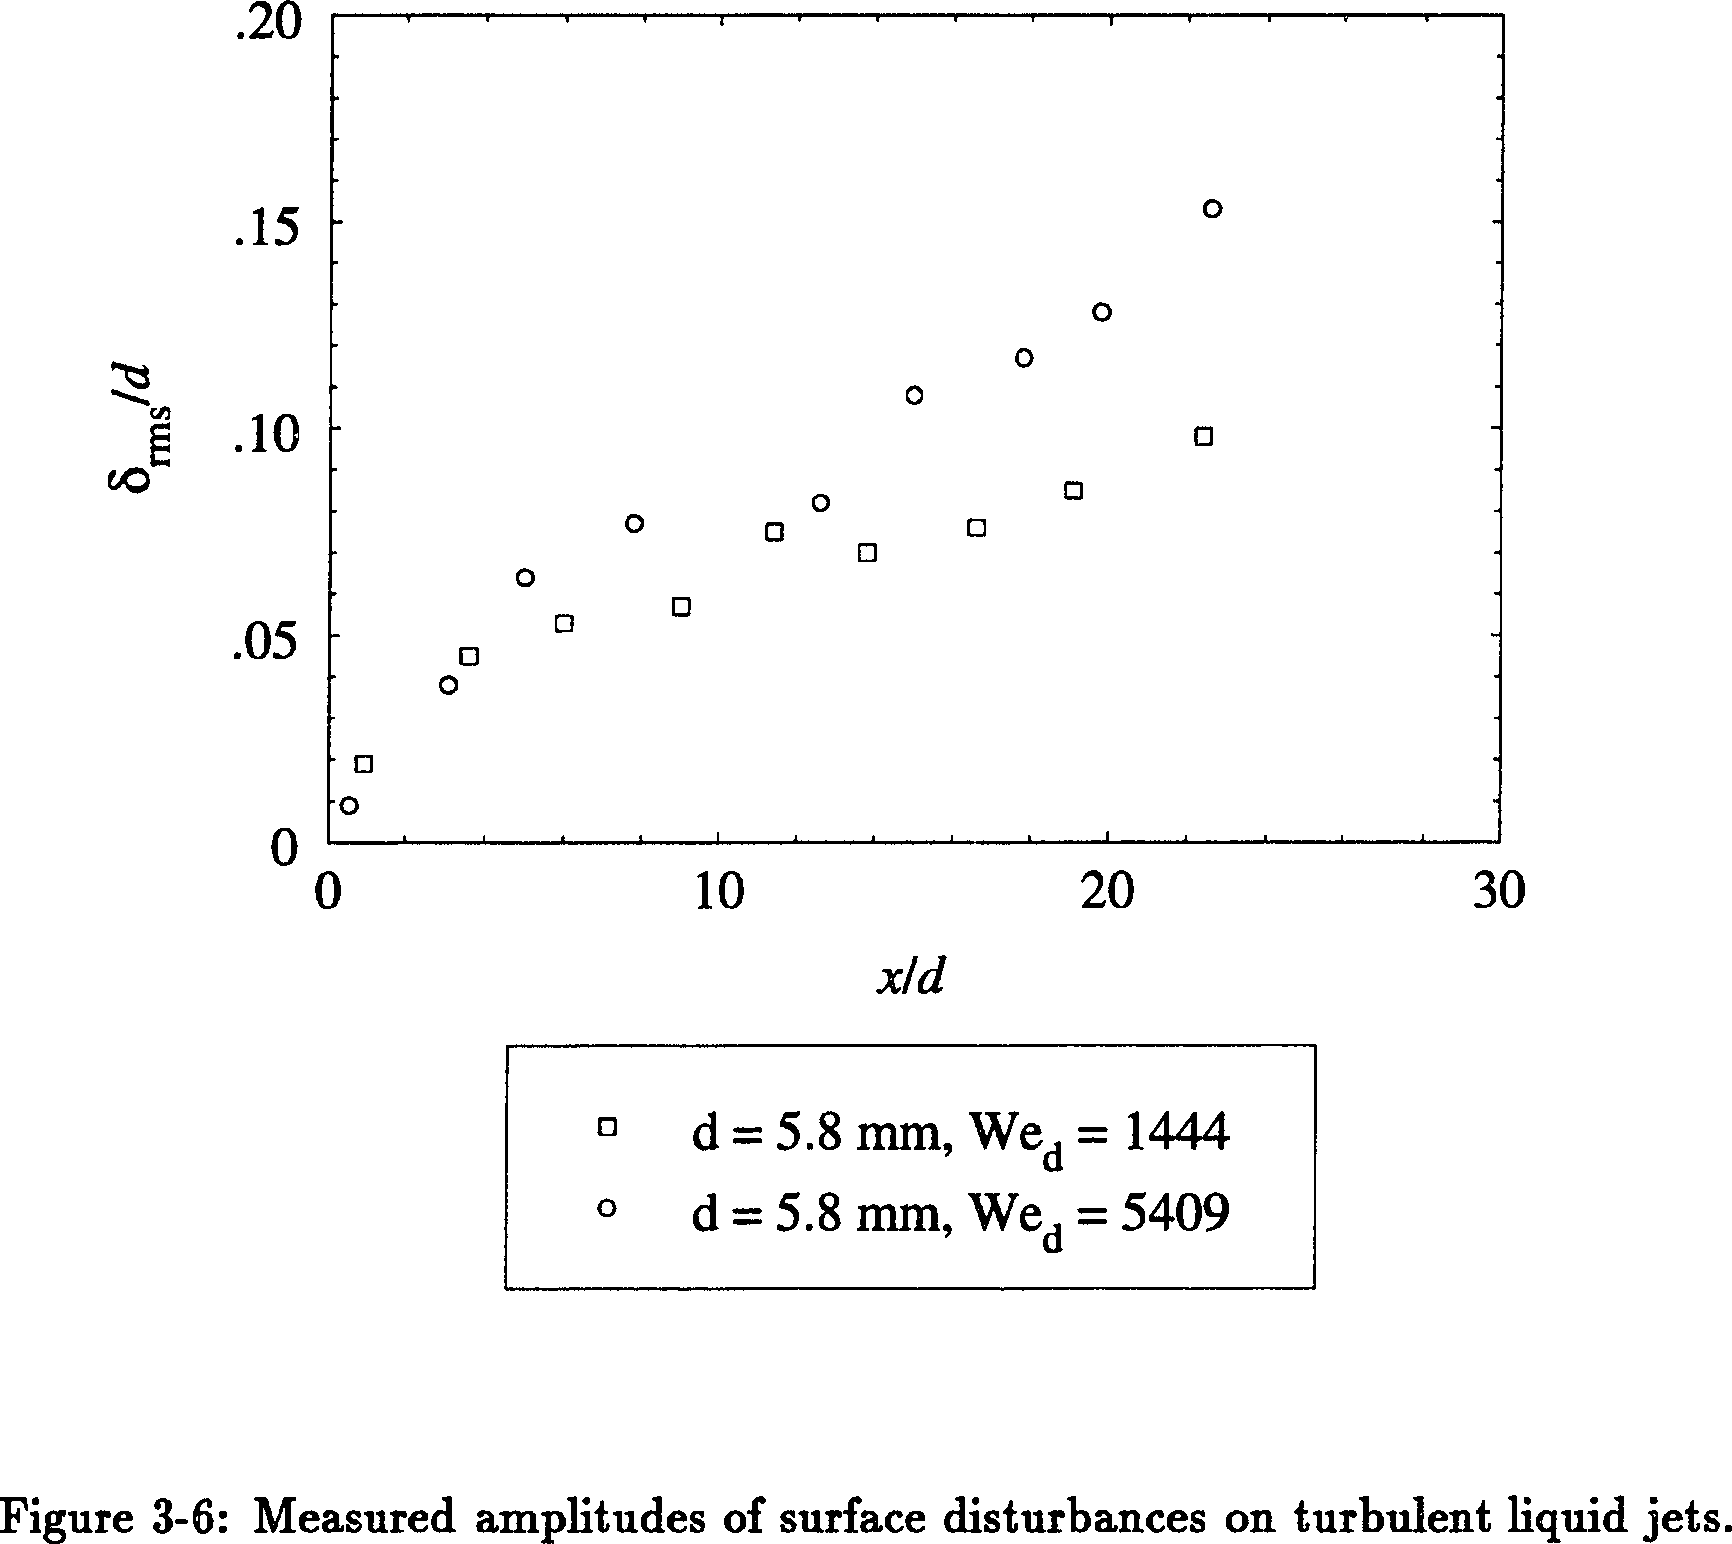 .20
.15
.10
.05
0
δrms/d
0 10 20 30
x/d
d = 5.8 mm, Wed = 1444
d = 5.8 mm, Wed = 5409
Figure 3-6: Measured amplitudes of surface disturbances on turbulent liquid jets.